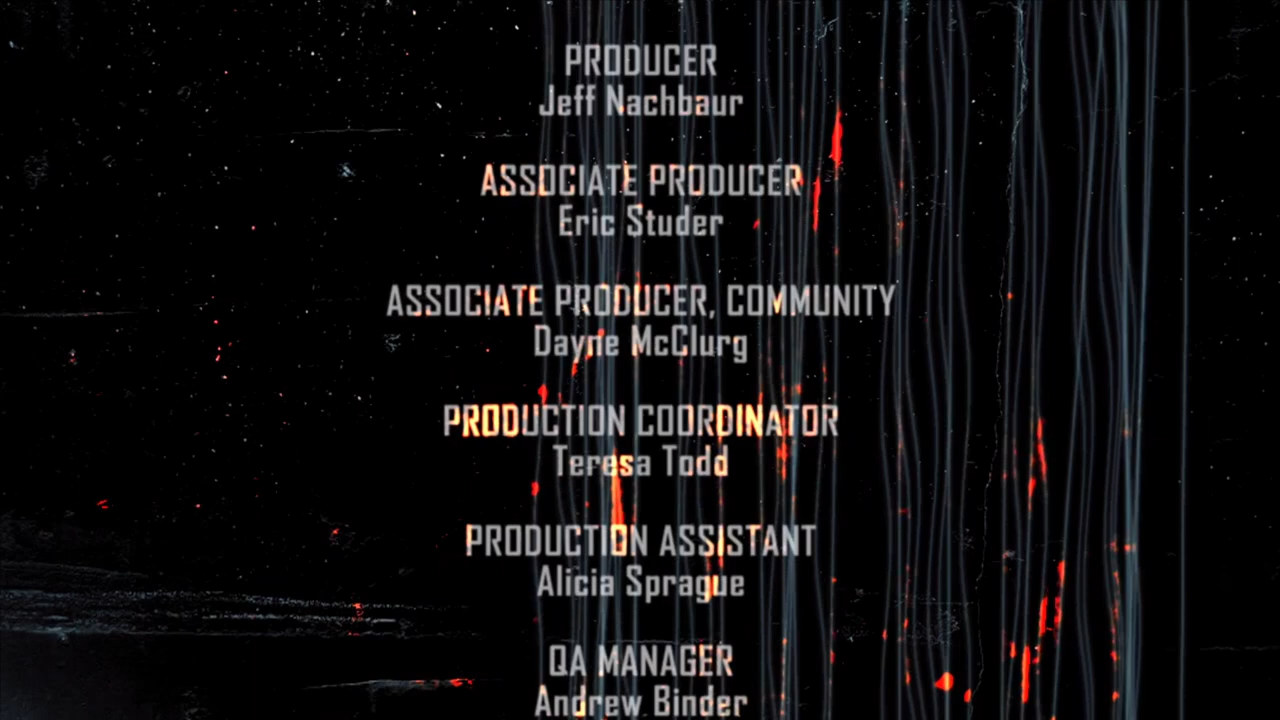 PRODUCER
Jeff Nachbaur
ASSOCIATE PRODUCER
Eric Studer
ASSOCIATE PRODUCER, COMMUNITY
Dayne McClurg
PRODUCTION COORDINATOR
Teresa Todd
PRODUCTION ASSISTANT
Alicia Sprague
QA MANAGER
Andrew Binder